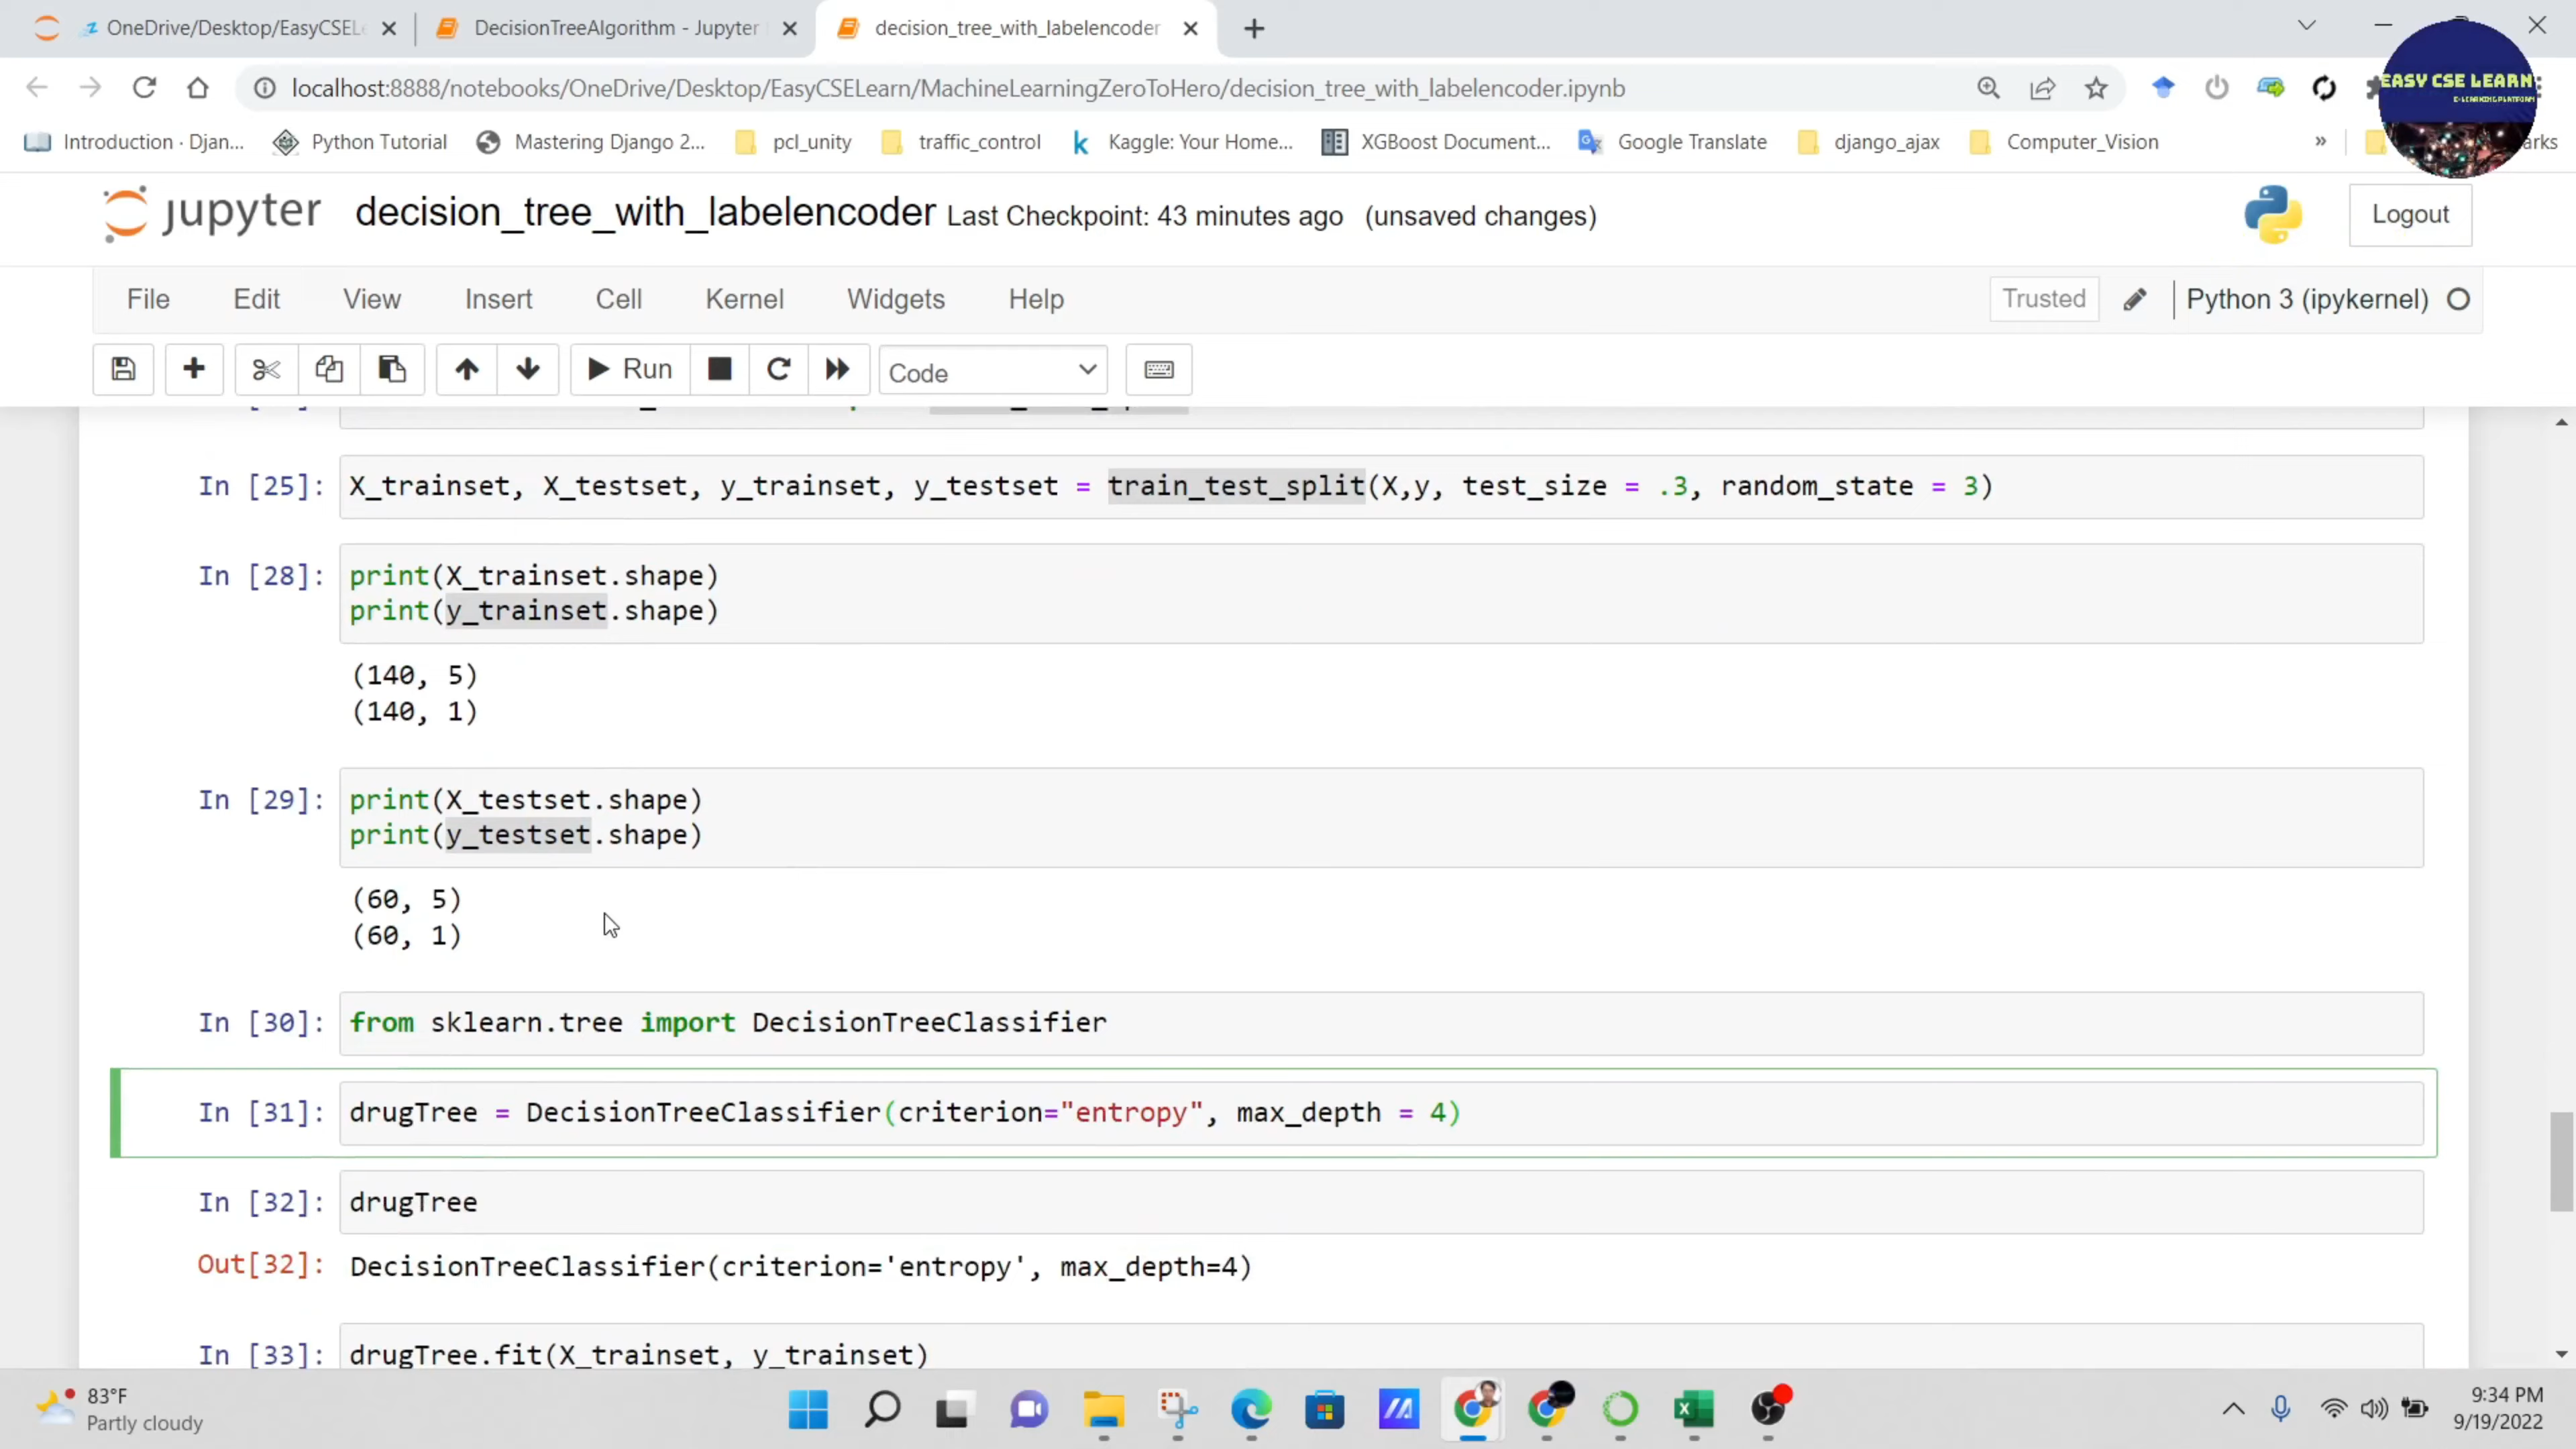 OneDrive/Desktop/EasyCSELe
DecisionTreeAlgorithm - Jupyter
decision_tree_with_labelencoder
localhost:8888/notebooks/OneDrive/Desktop/EasyCSELearn/MachineLearningZeroToHero/decision_tree_with_labelencoder.ipynb
EASY CSE LEARN
E-LEARNING PLATFORM
Introduction · Djan...
Python Tutorial
Mastering Django 2...
pcl_unity
traffic_control
Kaggle: Your Home...
XGBoost Document...
Google Translate
django_ajax
Computer_Vision
»
arks
jupyter decision_tree_with_labelencoder Last Checkpoint: 43 minutes ago (unsaved changes)
Logout
File Edit View Insert Cell Kernel Widgets Help
Trusted
Python 3 (ipykernel)
Run
Code
In [25]: X_trainset, X_testset, y_trainset, y_testset = train_test_split(X,y, test_size = .3, random_state = 3)
In [28]: print(X_trainset.shape)
print(y_trainset.shape)
(140, 5)
(140, 1)
In [29]: print(X_testset.shape)
print(y_testset.shape)
(60, 5)
(60, 1)
In [30]: from sklearn.tree import DecisionTreeClassifier
In [31]: drugTree = DecisionTreeClassifier(criterion="entropy", max_depth = 4)
In [32]: drugTree
Out[32]: DecisionTreeClassifier(criterion='entropy', max_depth=4)
In [33]: drugTree.fit(X_trainset, y_trainset)
83°F
Partly cloudy
9:34 PM
9/19/2022